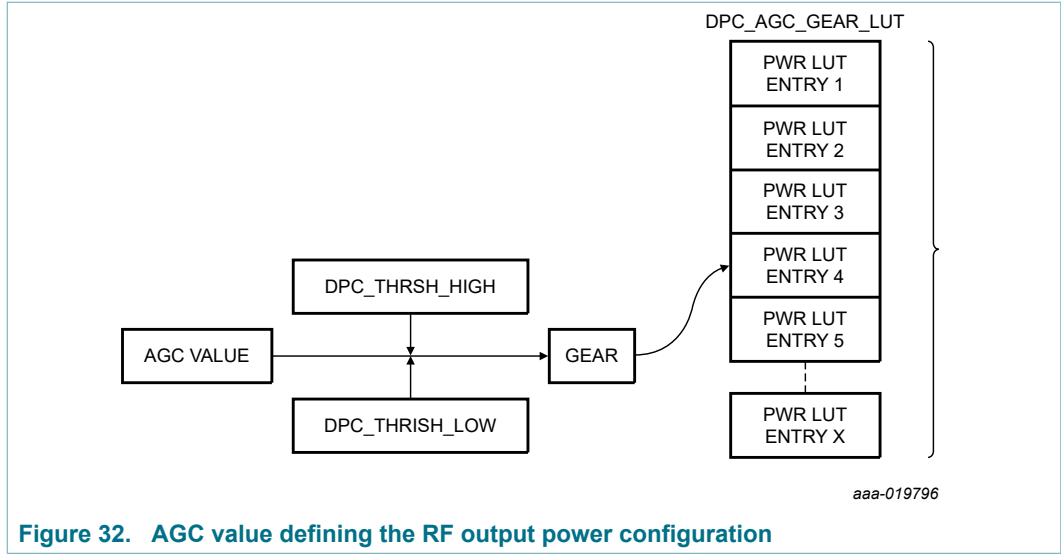 DPC_AGC_GEAR_LUT
PWR LUT
ENTRY 1
PWR LUT
ENTRY 2
PWR LUT
ENTRY 3
PWR LUT
ENTRY 4
PWR LUT
ENTRY 5
PWR LUT
ENTRY X
DPC_THRSH_HIGH
AGC VALUE
GEAR
DPC_THRISH_LOW
aaa-019796
Figure 32. AGC value defining the RF output power configuration